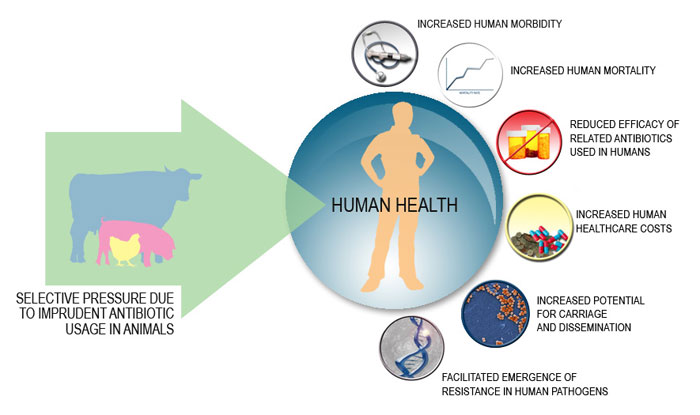 INCREASED HUMAN MORBIDITY
INCREASED HUMAN MORTALITY
REDUCED EFFICACY OF
RELATED ANTIBIOTICS
USED IN HUMANS
HUMAN HEALTH
INCREASED HUMAN
HEALTHCARE COSTS
SELECTIVE PRESSURE DUE
TO IMPRUDENT ANTIBIOTIC
USAGE IN ANIMALS
INCREASED POTENTIAL
FOR CARRIAGE
AND DISSEMINATION
FACILITATED EMERGENCE OF
RESISTANCE IN HUMAN PATHOGENS